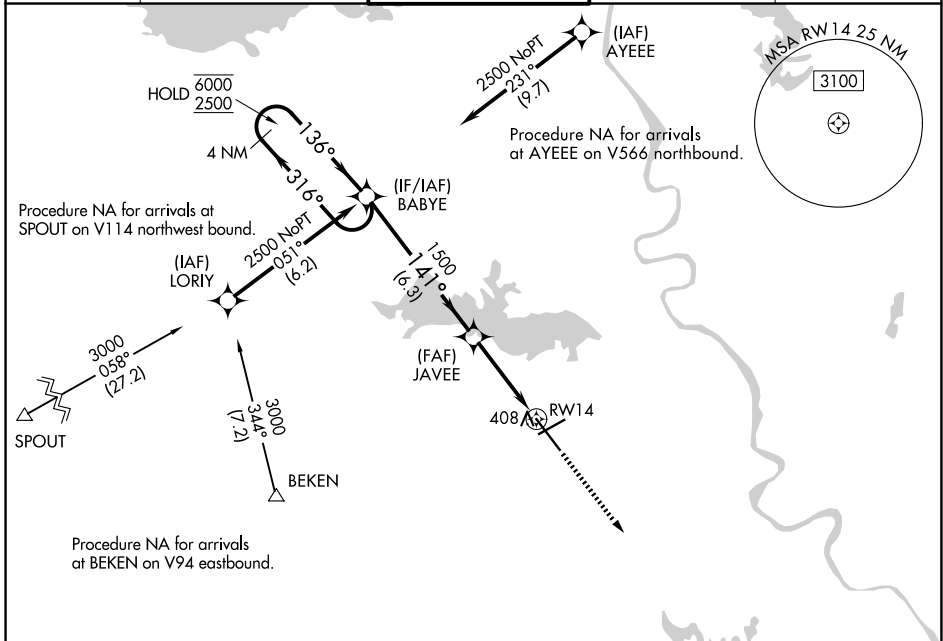 (IAF)
AYEEE
2500 NoPT
231°
(9.7)
MSA RW14 25 NM
3100
HOLD
6000
2500
4 NM
136°
316°
Procedure NA for arrivals
at AYEEE on V566 northbound.
(IF/IAF)
BABYE
Procedure NA for arrivals at
SPOUT on V114 northwest bound.
2500 NoPT
051°
(6.2)
(IAF)
LORIY
1500
141°
(6.3)
3000
058°
(27.2)
SPOUT
3000
344°
(7.2)
BEKEN
(FAF)
JAVEE
408
RW14
Procedure NA for arrivals
at BEKEN on V94 eastbound.